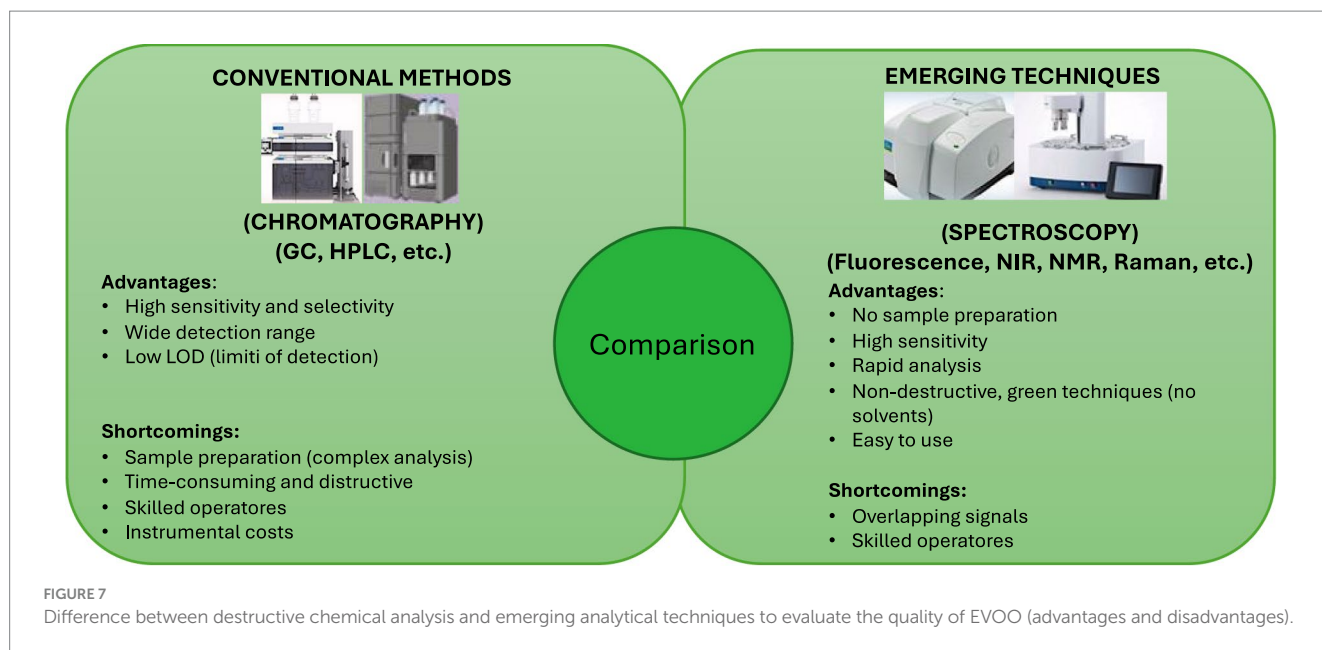 CONVENTIONAL METHODS
(CHROMATOGRAPHY)
(GC, HPLC, etc.)
Advantages:
• High sensitivity and selectivity
• Wide detection range
• Low LOD (limiti of detection)
Shortcomings:
• Sample preparation (complex analysis)
• Time-consuming and distructive
• Skilled operatores
• Instrumental costs
Comparison
EMERGING TECHNIQUES
(SPECTROSCOPY)
(Fluorescence, NIR, NMR, Raman, etc.)
Advantages:
• No sample preparation
• High sensitivity
• Rapid analysis
• Non-destructive, green techniques (no
solvents)
• Easy to use
Shortcomings:
• Overlapping signals
• Skilled operatores
FIGURE 7
Difference between destructive chemical analysis and emerging analytical techniques to evaluate the quality of EVOO (advantages and disadvantages).